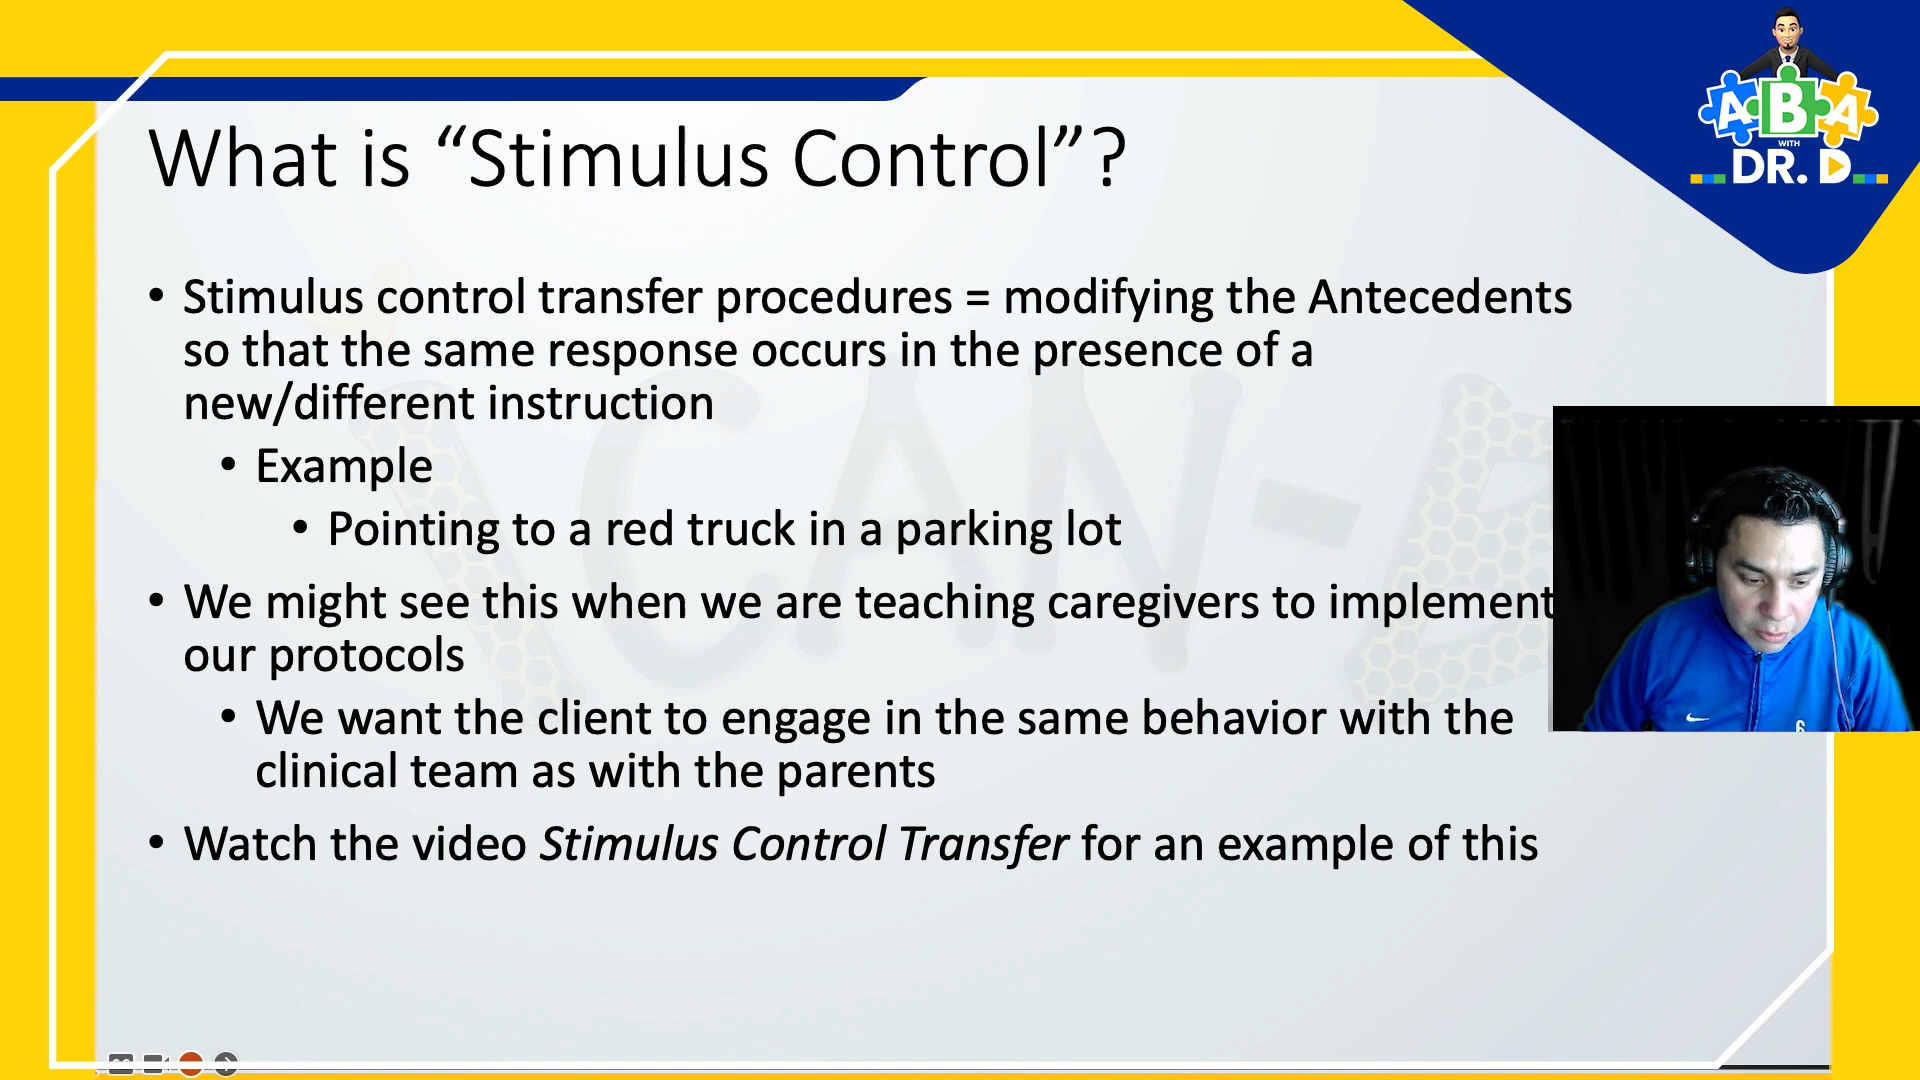 What is “Stimulus Control”?
ABA
WITH
DR. D
• Stimulus control transfer procedures = modifying the Antecedents
so that the same response occurs in the presence of a
new/different instruction
• Example
• Pointing to a red truck in a parking lot
• We might see this when we are teaching caregivers to implement
our protocols
• We want the client to engage in the same behavior with the
clinical team as with the parents
• Watch the video Stimulus Control Transfer for an example of this